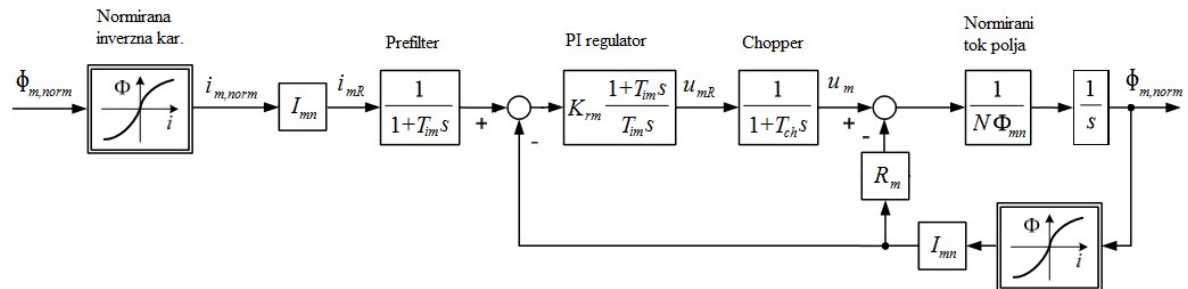 Normirana
inverzna kar.
Prefilter
PI regulator
Chopper
Normirani
tok polja
Φm,norm
Φ
i
im,norm
Imn
imR
1
1+Tims
+
-
Krm
1+Tims
Tims
umR
1
1+Tchs
um
+
-
1
NΦmn
1
s
Φm,norm
Rm
Imn
Φ
i